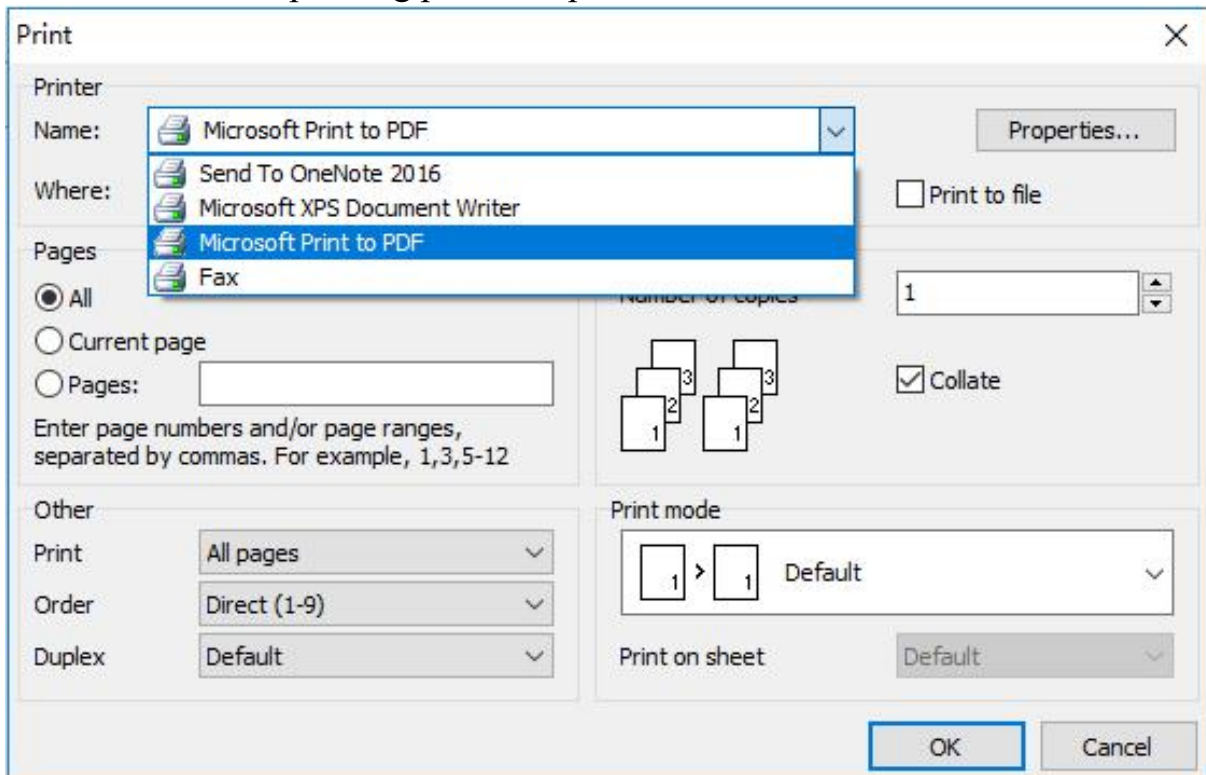 Print
Printer
Name: Microsoft Print to PDF Properties...
Send To OneNote 2016
Where: Print to file
Microsoft XPS Document Writer
Microsoft Print to PDF
Fax
Pages
All
Number of copies 1
Current page
Pages:
Collate
3 3
2 2
1 1
Enter page numbers and/or page ranges,
separated by commas. For example, 1,3,5-12
Other
Print All pages
Order Direct (1-9)
Duplex Default
Print mode
1 > 1 Default
Print on sheet Default
OK Cancel